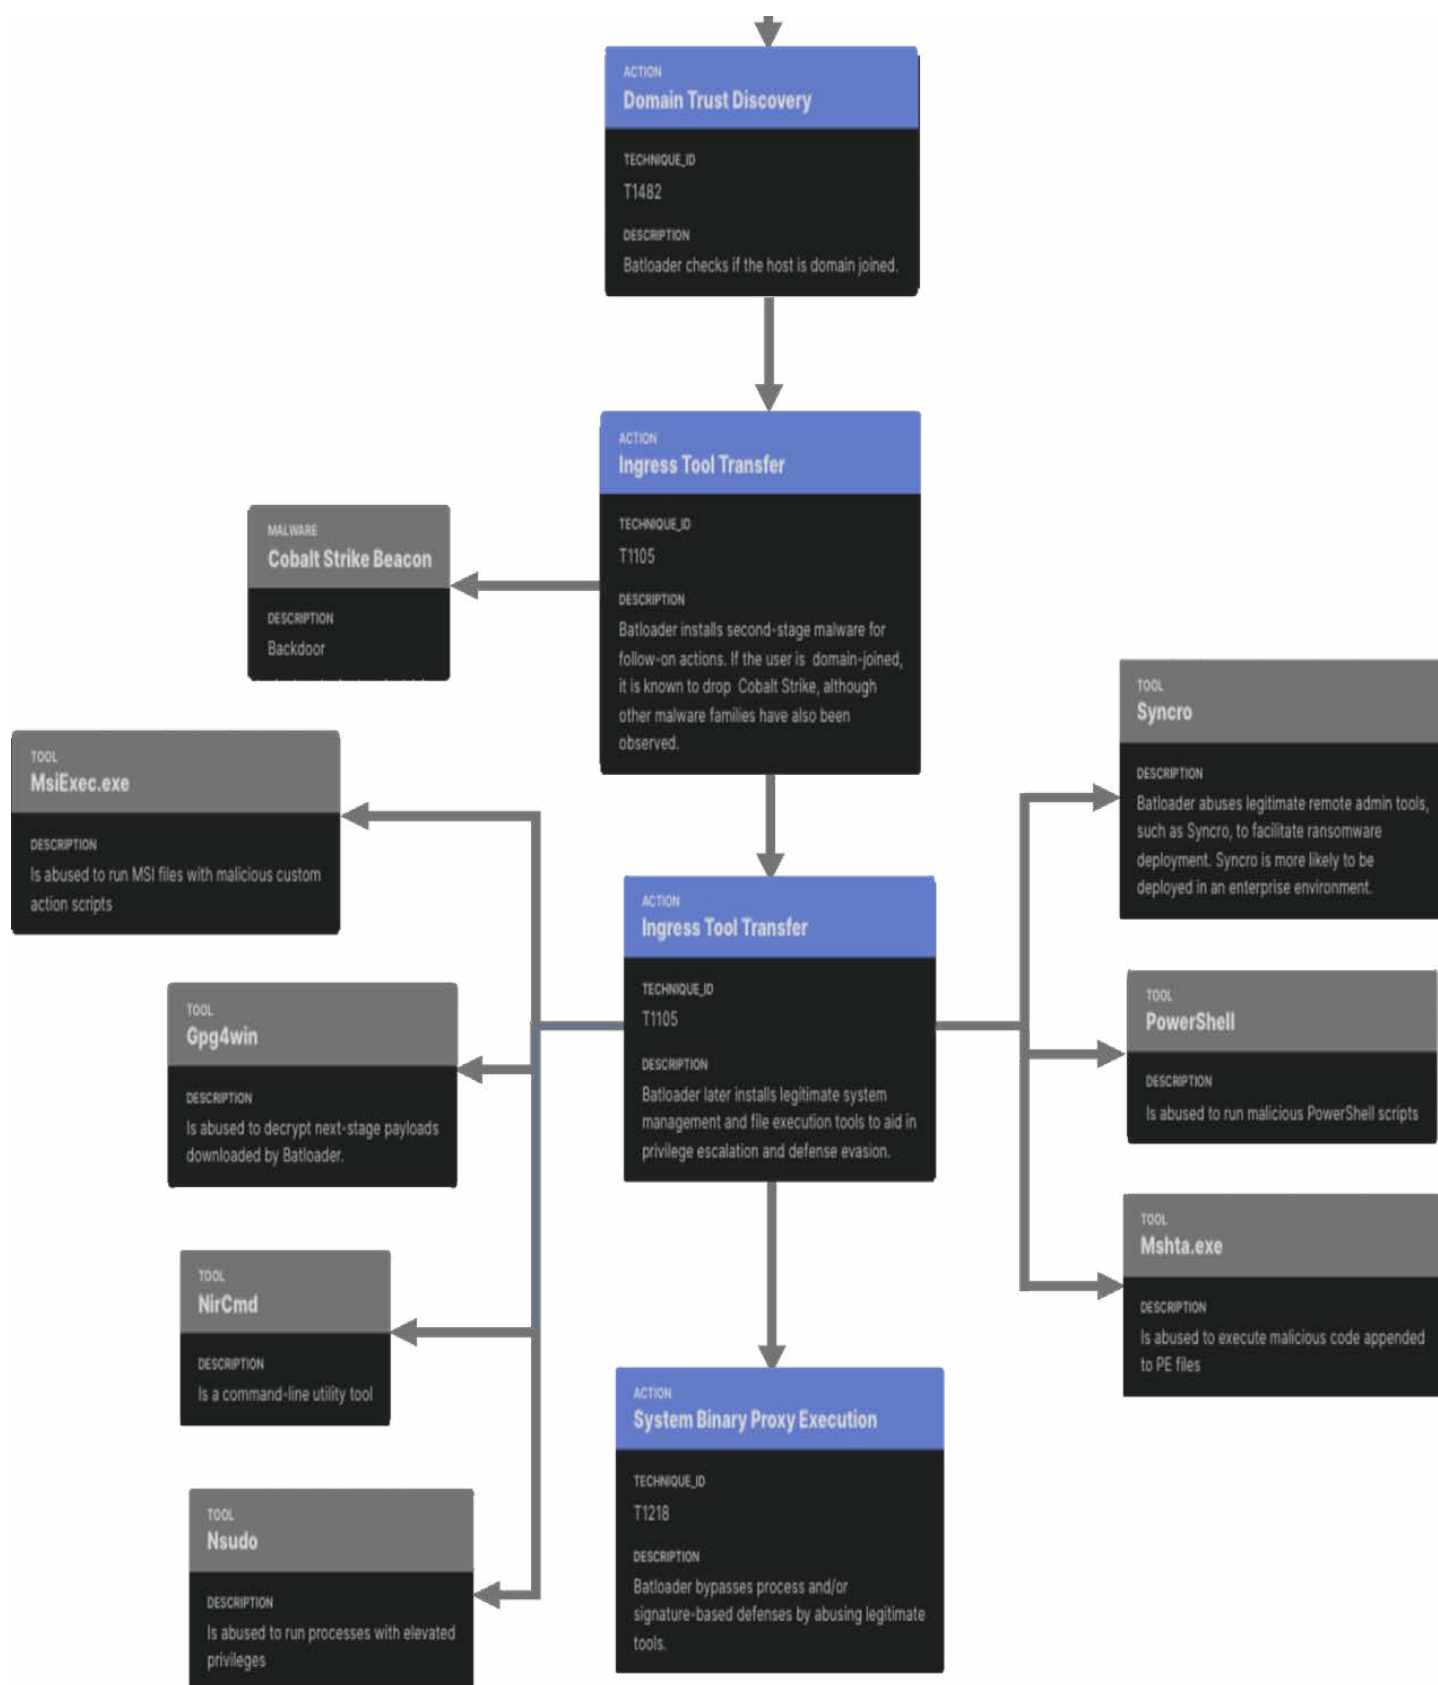 ACTION
Domain Trust Discovery
TECHNIQUE_ID
T1482
DESCRIPTION
Batloader checks if the host is domain joined.
ACTION
Ingress Tool Transfer
TECHNIQUE_ID
T1105
DESCRIPTION
Batloader installs second-stage malware for
follow-on actions. If the user is domain-joined,
it is known to drop Cobalt Strike, although
other malware families have also been
observed.
MALWARE
Cobalt Strike Beacon
DESCRIPTION
Backdoor
TOOL
MsiExec.exe
DESCRIPTION
Is abused to run MSI files with malicious custom
action scripts
TOOL
Syncro
DESCRIPTION
Batloader abuses legitimate remote admin tools,
such as Syncro, to facilitate ransomware
deployment. Syncro is more likely to be
deployed in an enterprise environment.
ACTION
Ingress Tool Transfer
TECHNIQUE_ID
T1105
DESCRIPTION
Batloader later installs legitimate system
management and file execution tools to aid in
privilege escalation and defense evasion.
TOOL
Gpg4win
DESCRIPTION
Is abused to decrypt next-stage payloads
downloaded by Batloader.
TOOL
PowerShell
DESCRIPTION
Is abused to run malicious PowerShell scripts
TOOL
NirCmd
DESCRIPTION
Is a command-line utility tool
TOOL
Mshta.exe
DESCRIPTION
Is abused to execute malicious code appended
to PE files
TOOL
Nsudo
DESCRIPTION
Is abused to run processes with elevated
privileges
ACTION
System Binary Proxy Execution
TECHNIQUE_ID
T1218
DESCRIPTION
Batloader bypasses process and/or
signature-based defenses by abusing legitimate
tools.